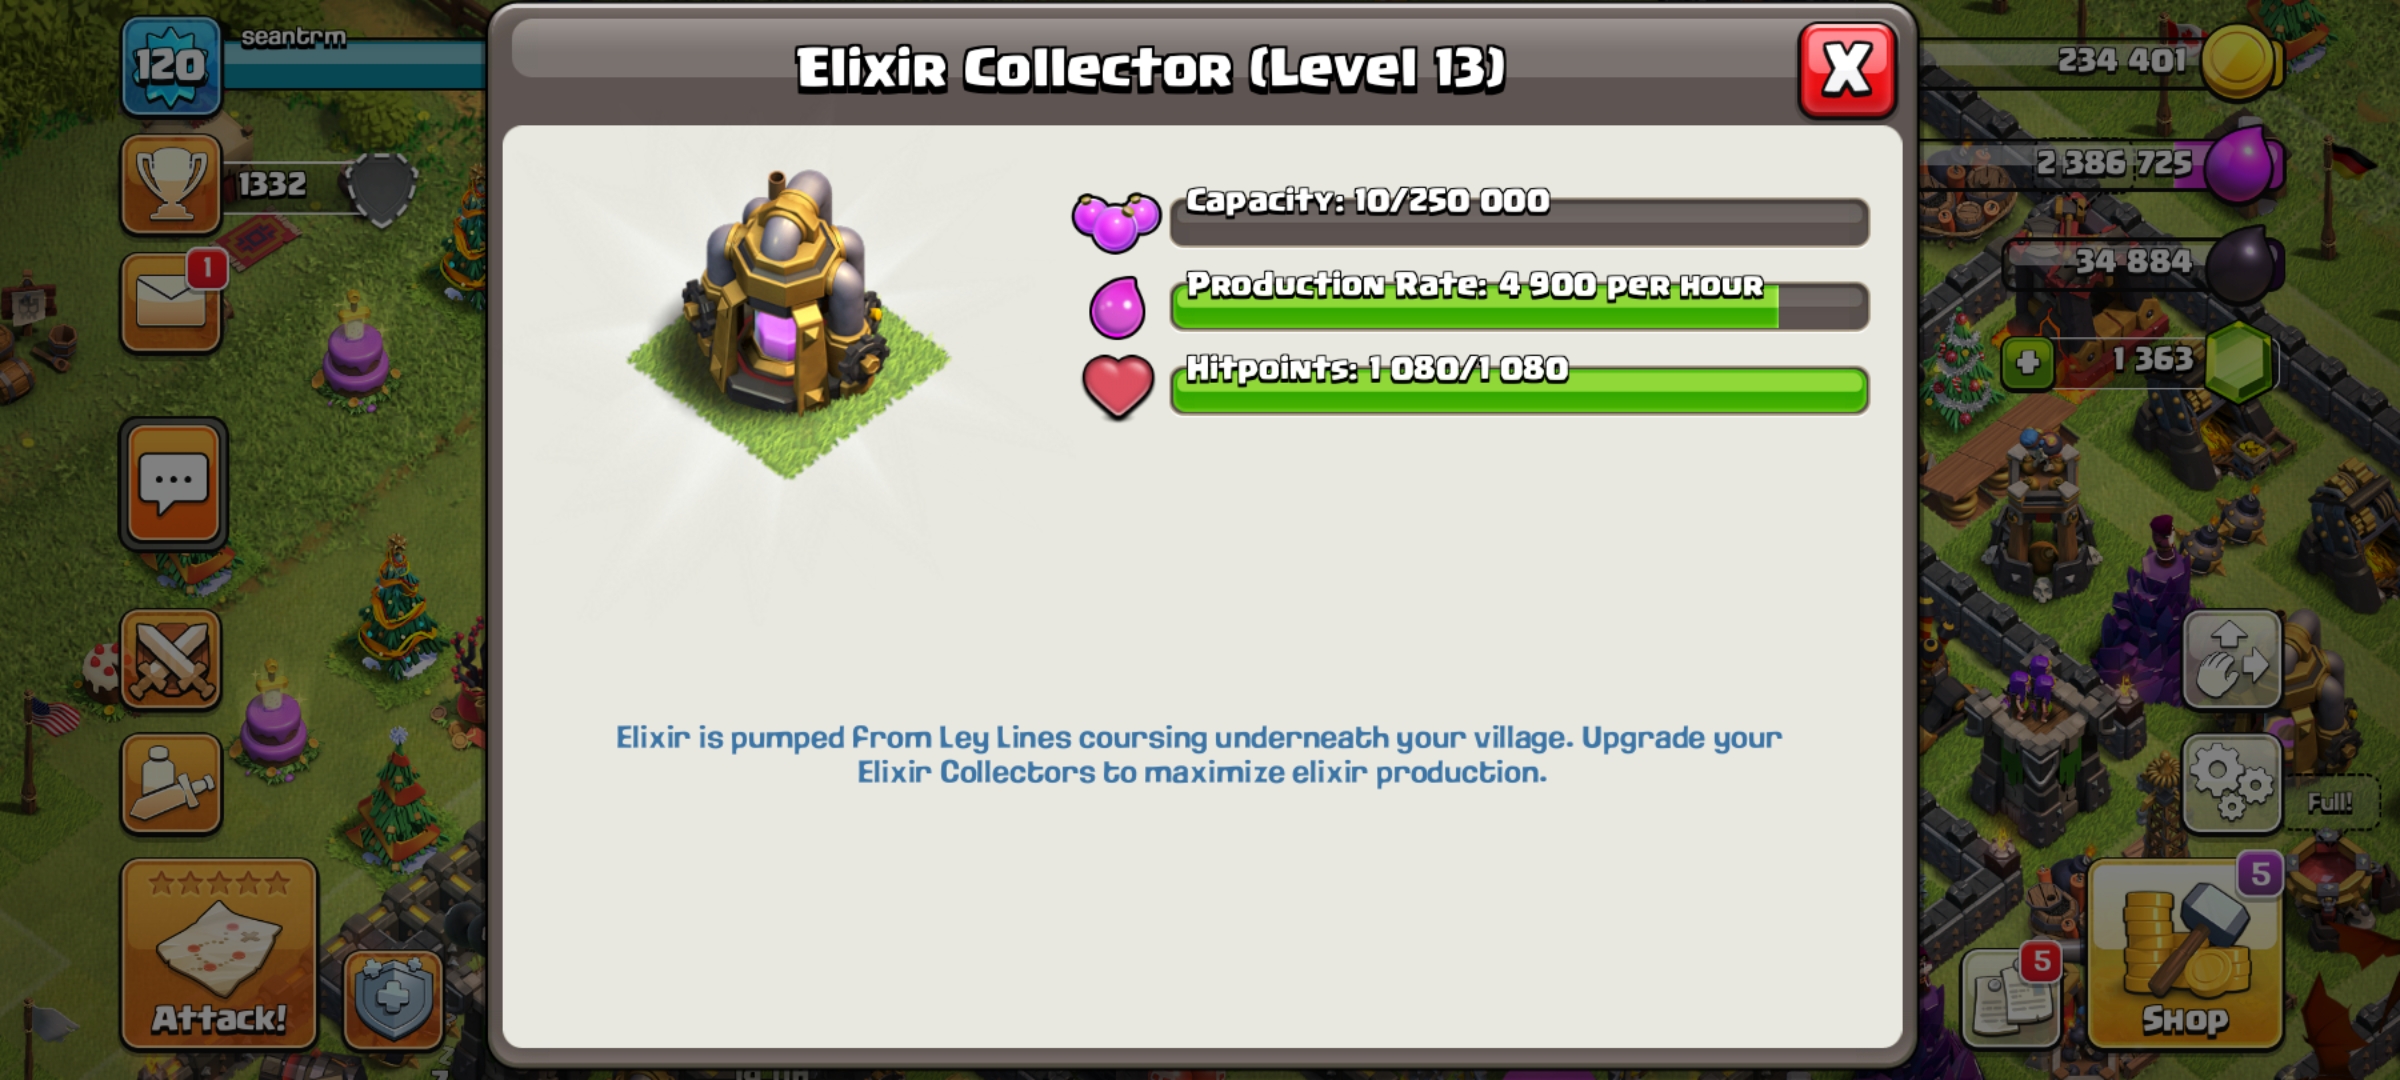 120
seantrm
Elixir Collector (Level 13)
X
234 401
1332
Capacity: 10/250 000
2 386 725
1
Production Rate: 4 900 per hour
34 884
Hitpoints: 1 080/1 080
1 363
Elixir is pumped from Ley Lines coursing underneath your village. Upgrade your
Elixir Collectors to maximize elixir production.
Full!
5
5
Attack!
Shop